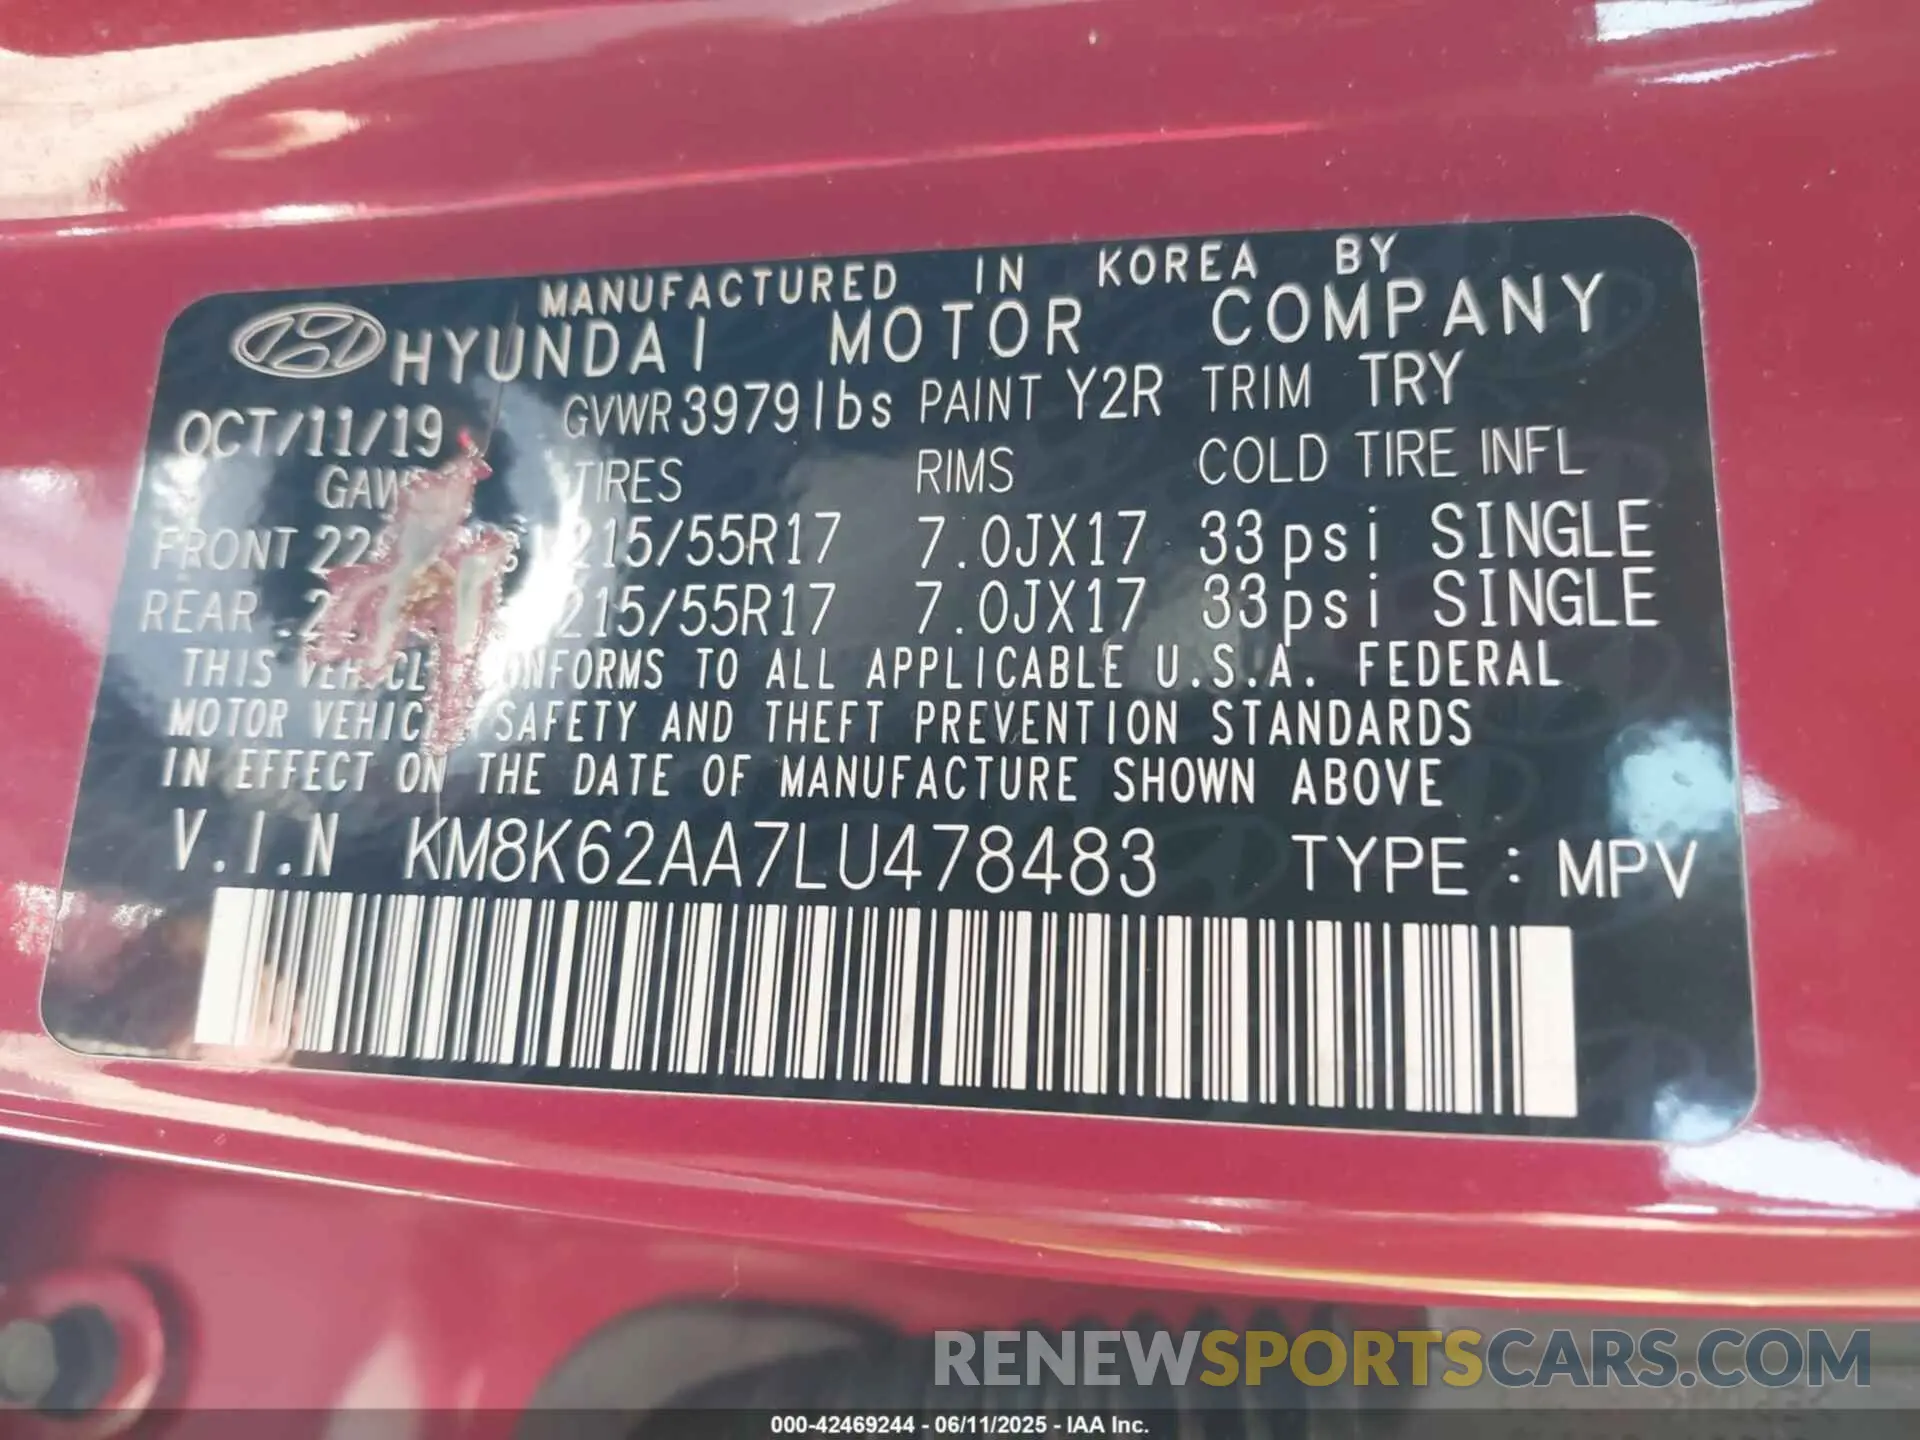 MANUFACTURED IN KOREA BY
HYUNDAI MOTOR COMPANY
OCT/11/19 GVWR 3979lbs PAINT Y2R TRIM TRY
TIRES RIMS COLD TIRE INFL
FRONT 215/55R17 7.0JX17 33psi SINGLE
REAR 215/55R17 7.0JX17 33psi SINGLE
THIS VEHICLE CONFORMS TO ALL APPLICABLE U.S.A. FEDERAL
MOTOR VEHICLE SAFETY AND THEFT PREVENTION STANDARDS
IN EFFECT ON THE DATE OF MANUFACTURE SHOWN ABOVE
V.I.N KM8K62AA7LU478483 TYPE : MPV
RENEWSPORTSCARS.COM
000-42469244 - 06/11/2025 - IAA Inc.